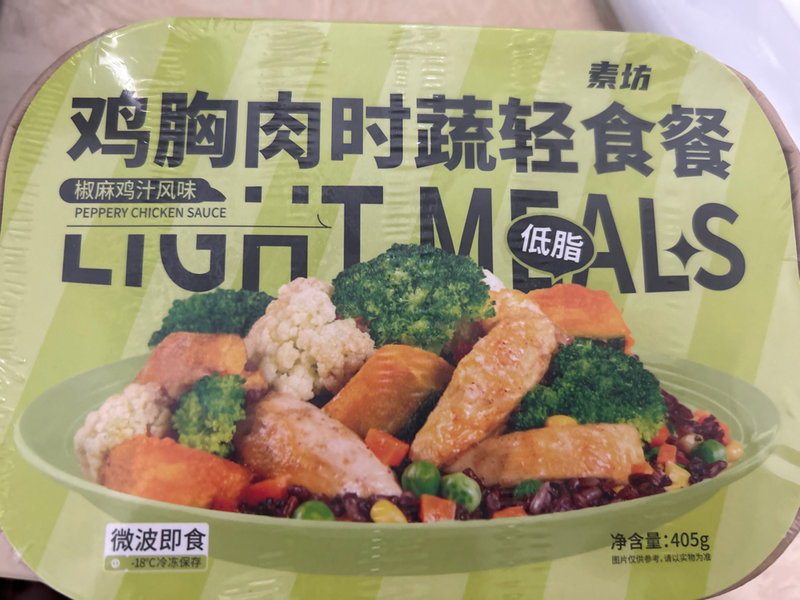 素坊
鸡胸肉时蔬轻食餐
椒麻鸡汁风味
PEPPERY CHICKEN SAUCE
LIGHT MEALS
低脂
微波即食
-18℃冷冻保存
净含量:405g
图片仅供参考,请以实物为准